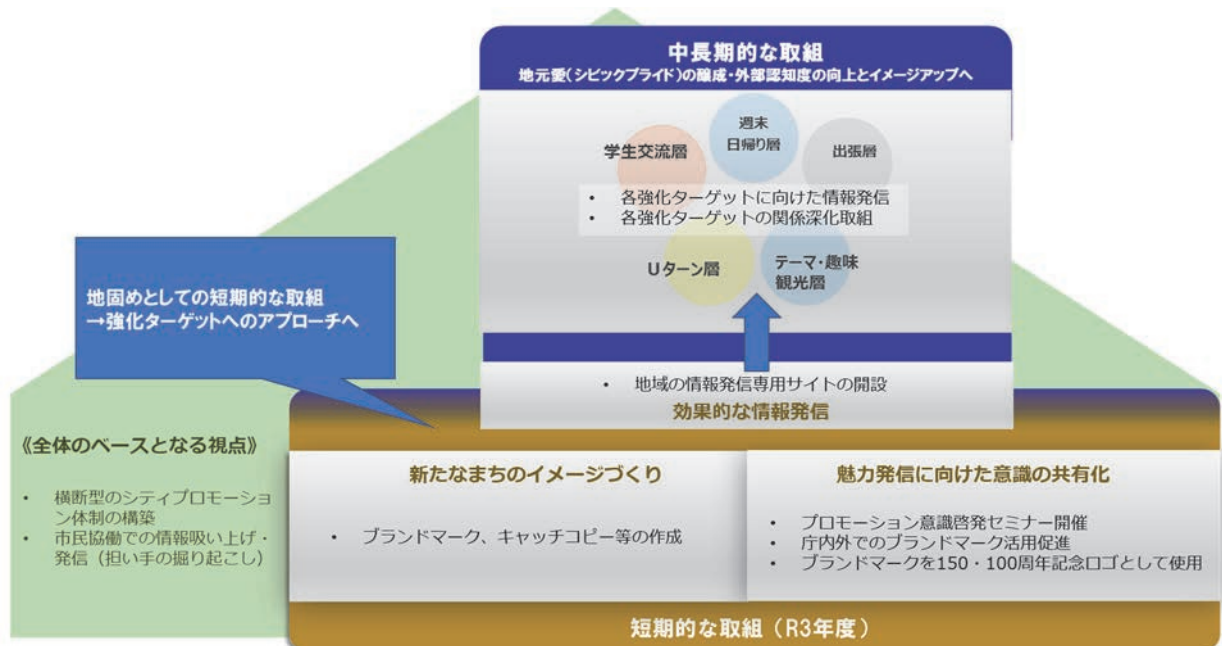 中長期的な取組
地元愛（シビックプライド）の醸成・外部認知度の向上とイメージアップへ
週末
日帰り層
学生交流層
出張層
• 各強化ターゲットに向けた情報発信
• 各強化ターゲットの関係深化取組
Uターン層
テーマ・趣味
観光層
地固めとしての短期的な取組
→強化ターゲットへのアプローチへ
• 地域の情報発信専用サイトの開設
効果的な情報発信
《全体のベースとなる視点》
• 横断型のシティプロモーショ
ン体制の構築
• 市民協働での情報吸い上げ・
発信（担い手の掘り起こし）
新たなまちのイメージづくり
• ブランドマーク、キャッチコピー等の作成
魅力発信に向けた意識の共有化
• プロモーション意識啓発セミナー開催
• 庁内外でのブランドマーク活用促進
• ブランドマークを150・100周年記念ロゴとして使用
短期的な取組（R3年度）